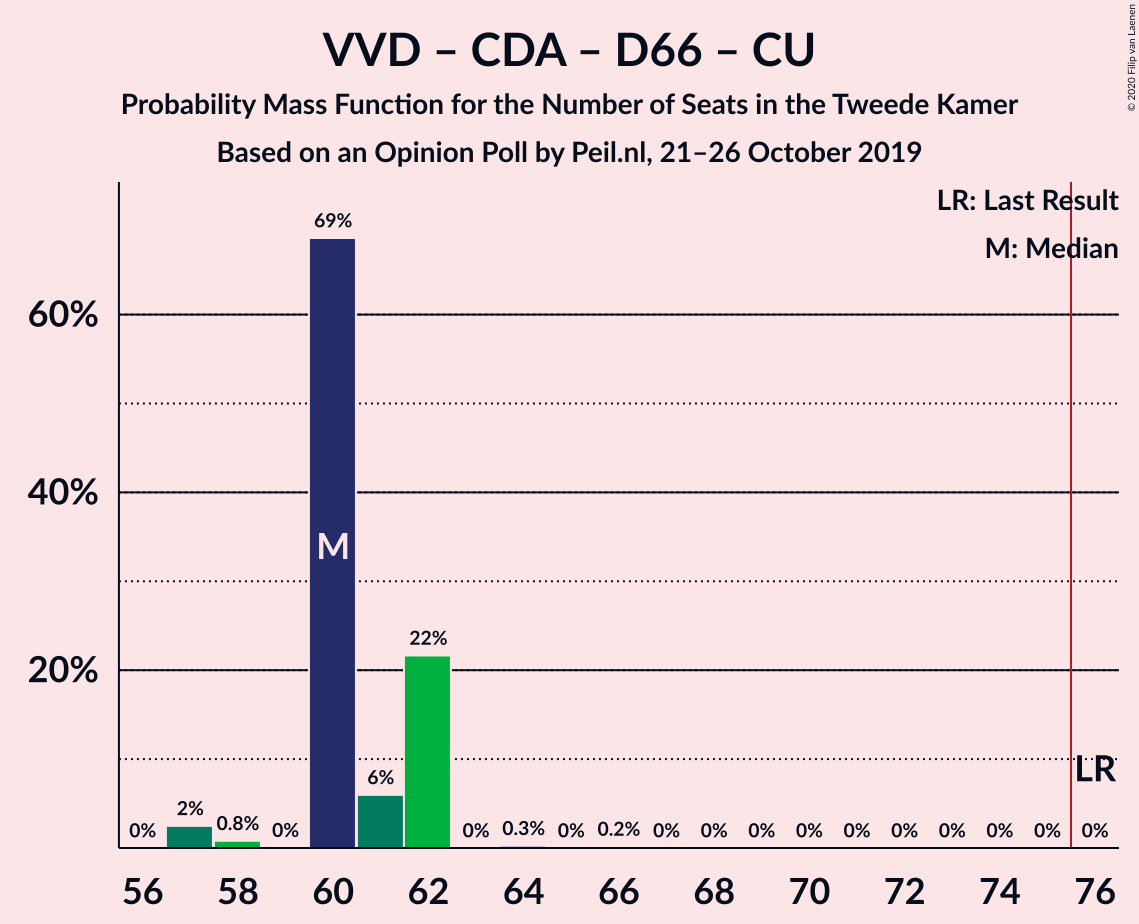 VVD – CDA – D66 – CU
Probability Mass Function for the Number of Seats in the Tweede Kamer
Based on an Opinion Poll by Peil.nl, 21–26 October 2019
© 2020 Filip van Laenen
LR: Last Result
M: Median
69%
60%
M
40%
22%
20%
LR
6%
2%
0.8%
0% 0% 0% 0.3% 0% 0.2% 0% 0% 0% 0% 0% 0% 0% 0% 0% 0%
56 58 60 62 64 66 68 70 72 74 76